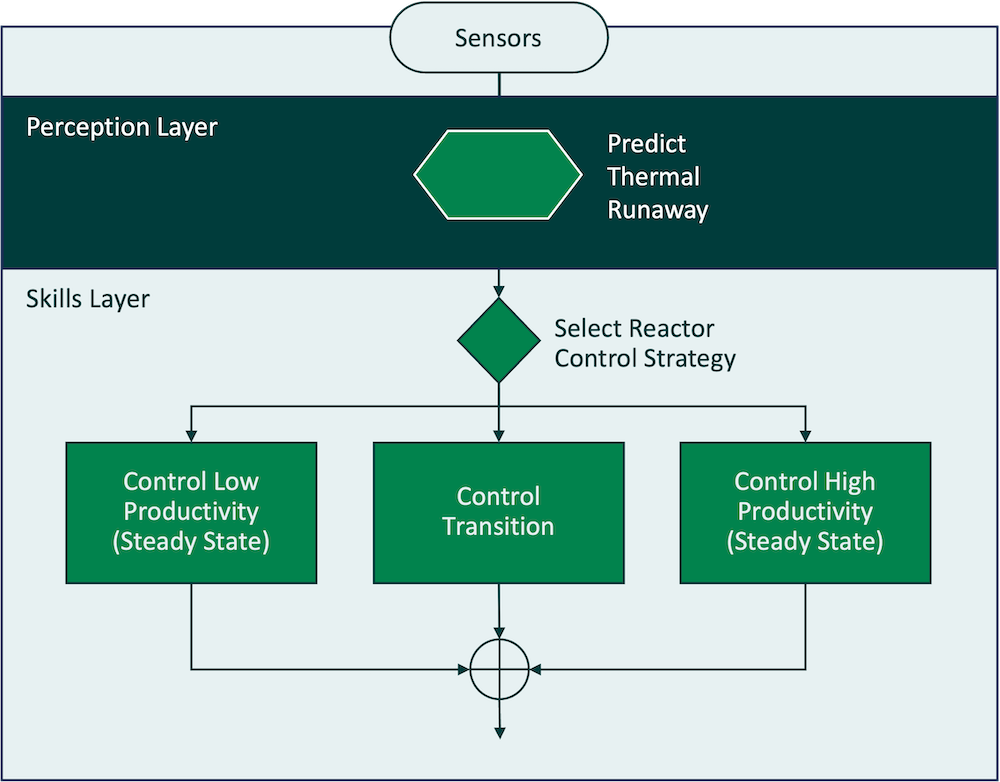 Sensors
Perception Layer
Predict
Thermal
Runaway
Skills Layer
Select Reactor
Control Strategy
Control Low
Productivity
(Steady State)
Control
Transition
Control High
Productivity
(Steady State)